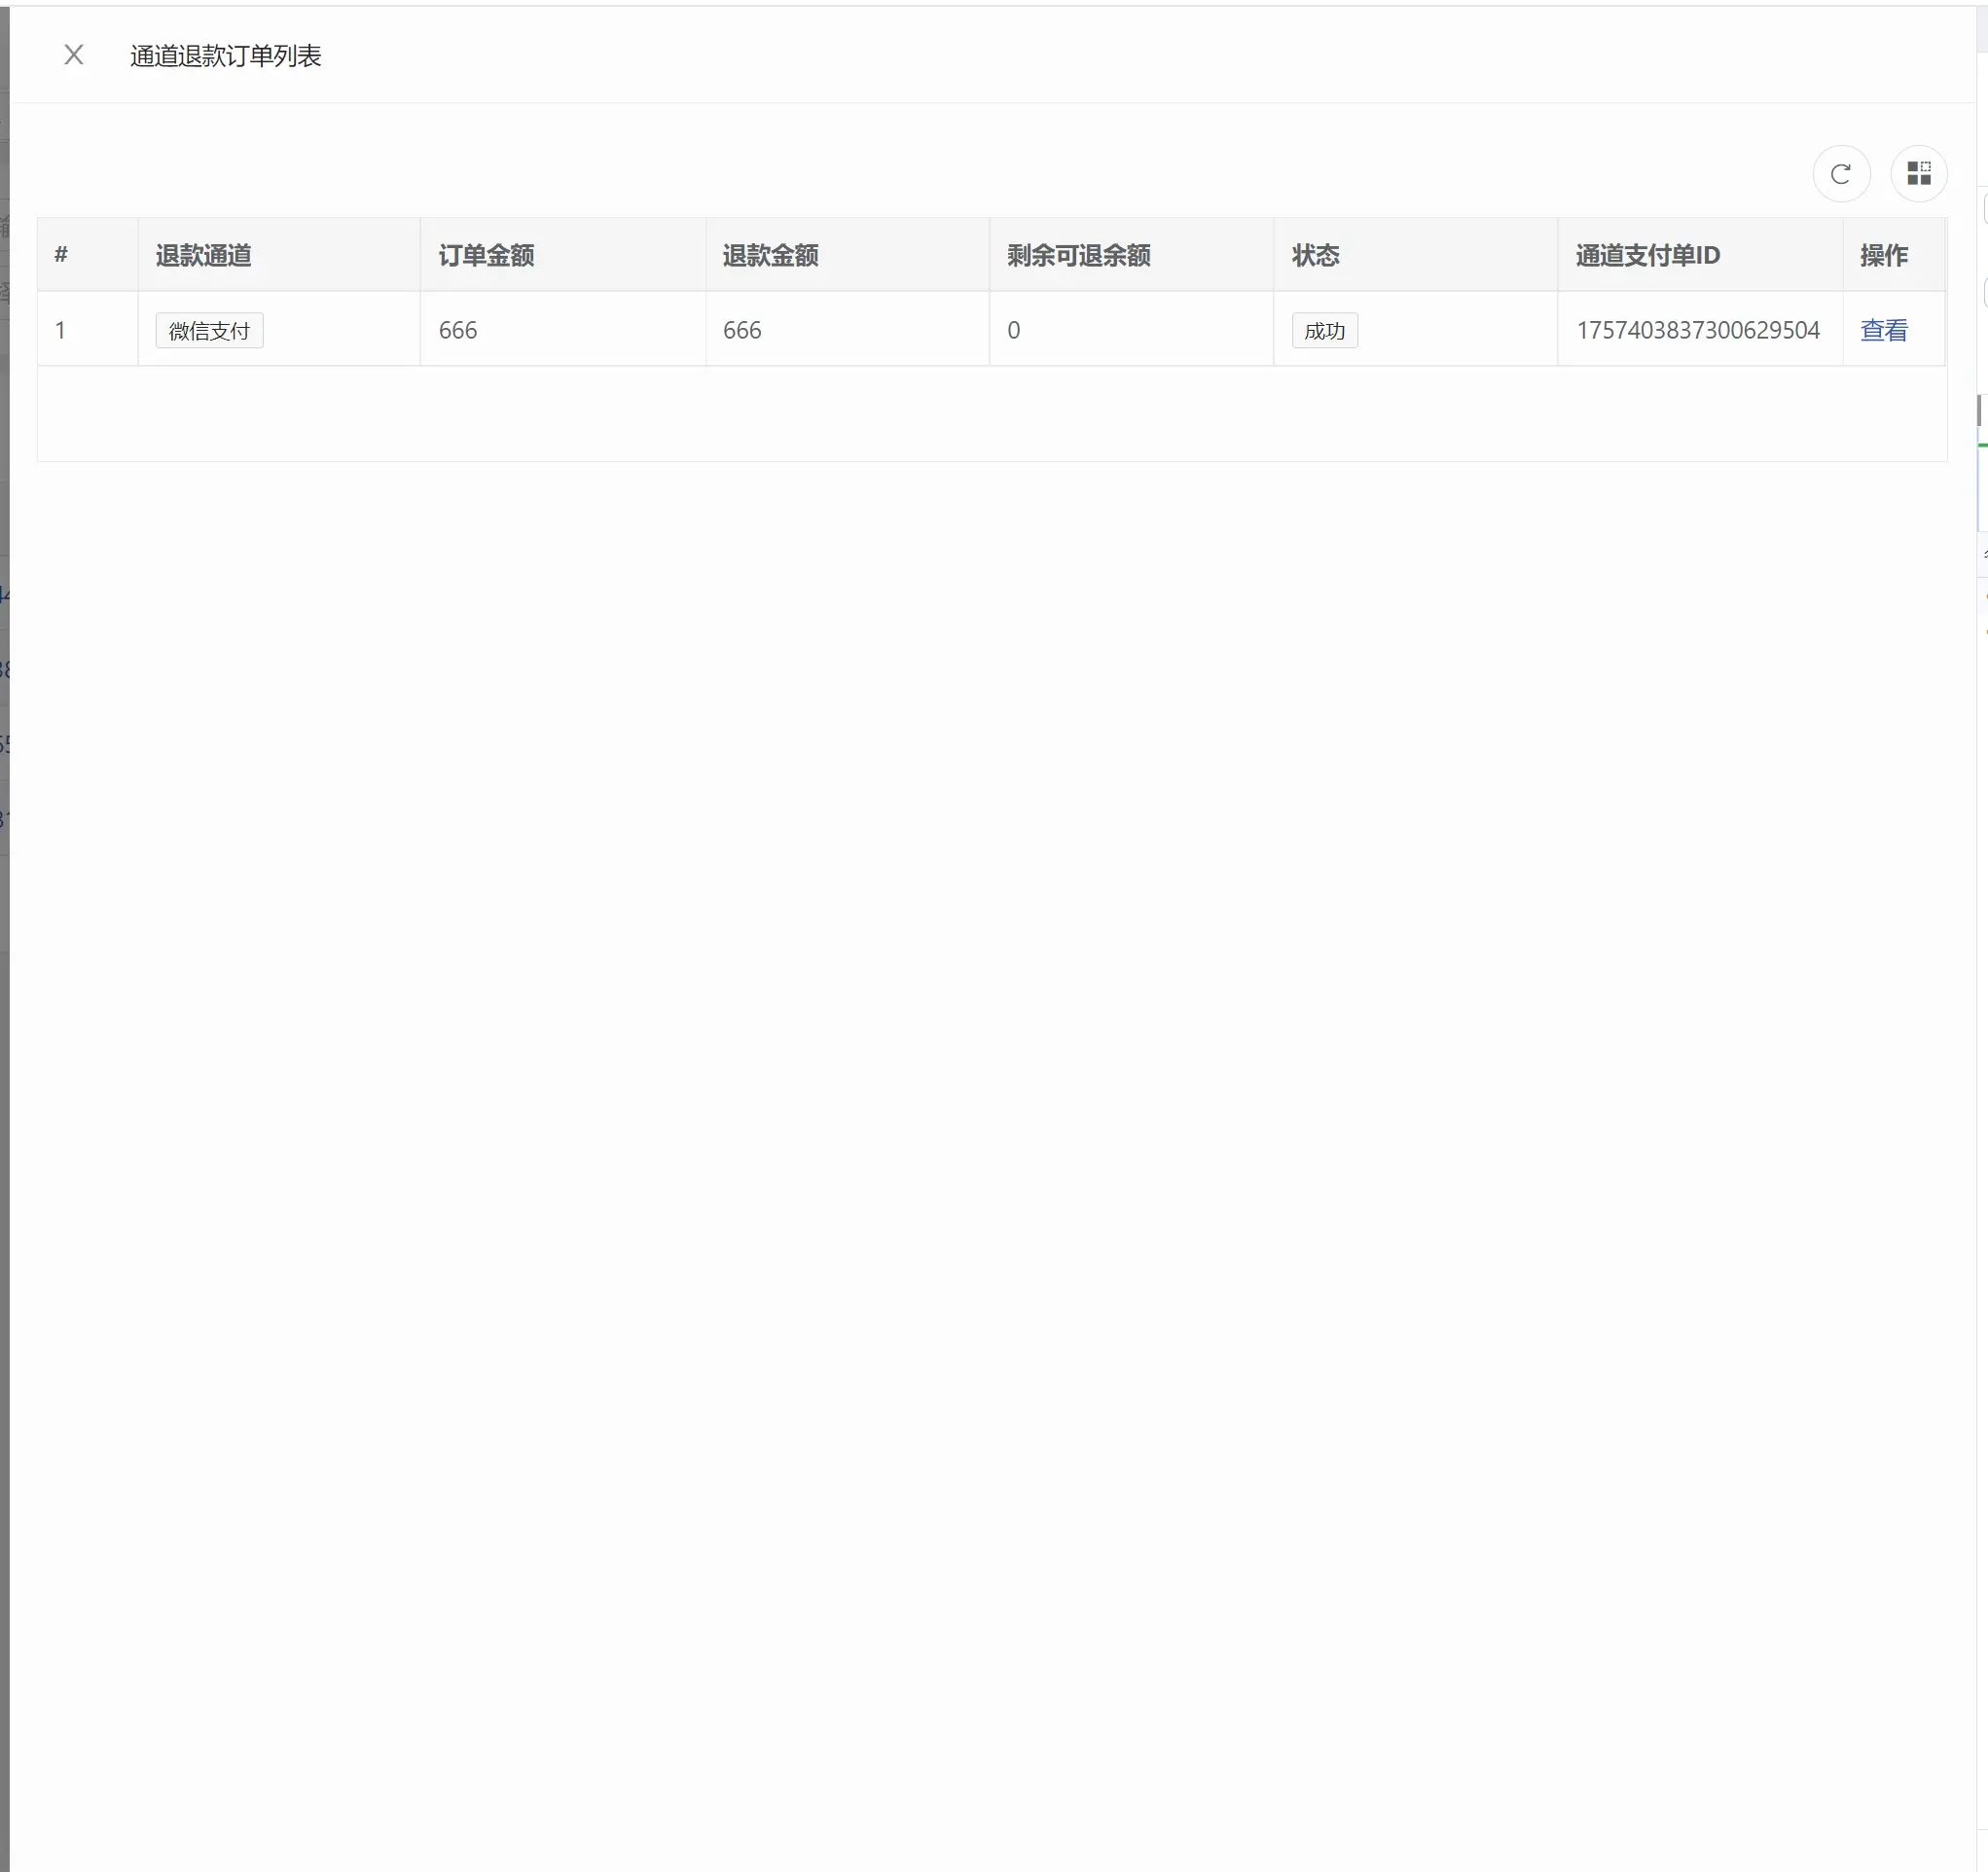 通道退款订单列表
# 退款通道 订单金额 退款金额 剩余可退余额 状态 通道支付单ID 操作
1 微信支付 666 666 0 成功 1757403837300629504 查看